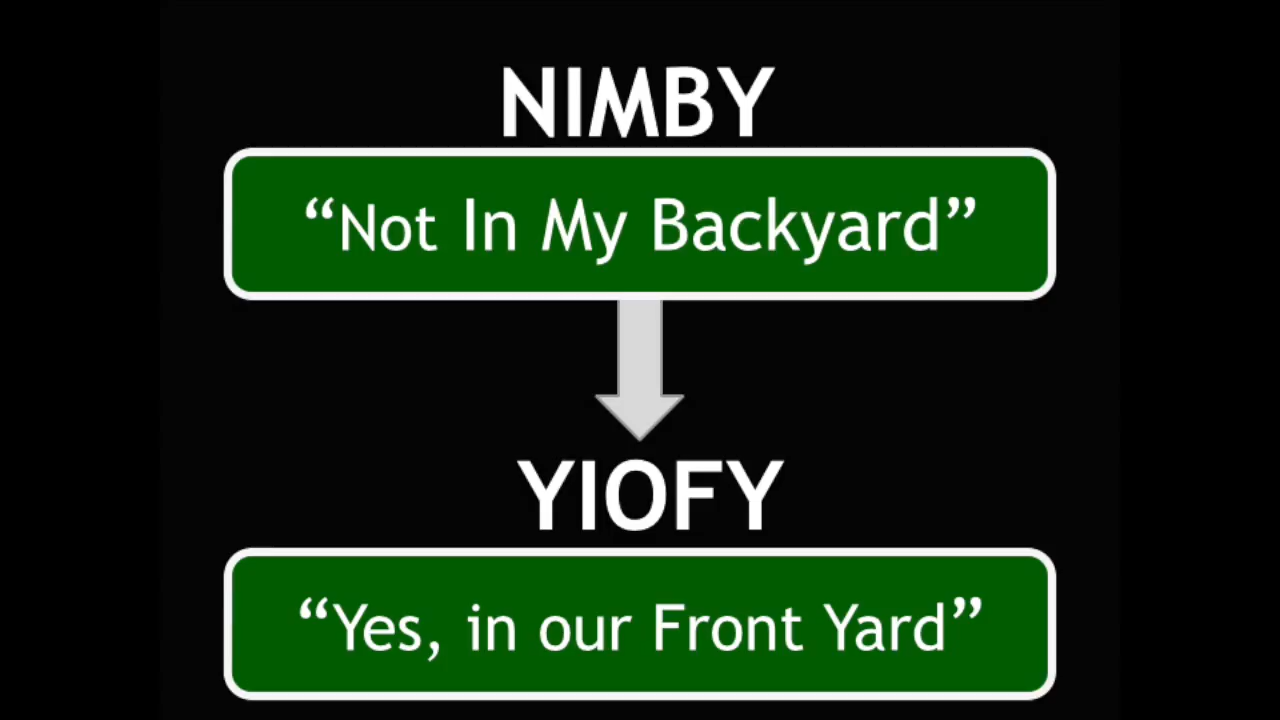 NIMBY
“Not In My Backyard”
YIOFY
“Yes, in our Front Yard”